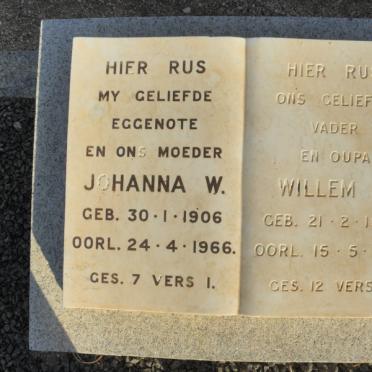 HIER RUS
MY GELIEFDE
EGGENOTE
EN ONS MOEDER
JOHANNA W.
GEB. 30·1·1906
OORL. 24·4·1966.
GES. 7 VERS 1.
HIER RU
ONS GELIEF
VADER
EN OUPA
WILLEM
GEB. 21·2·1
OORL. 15·5·
GES. 12 VERS